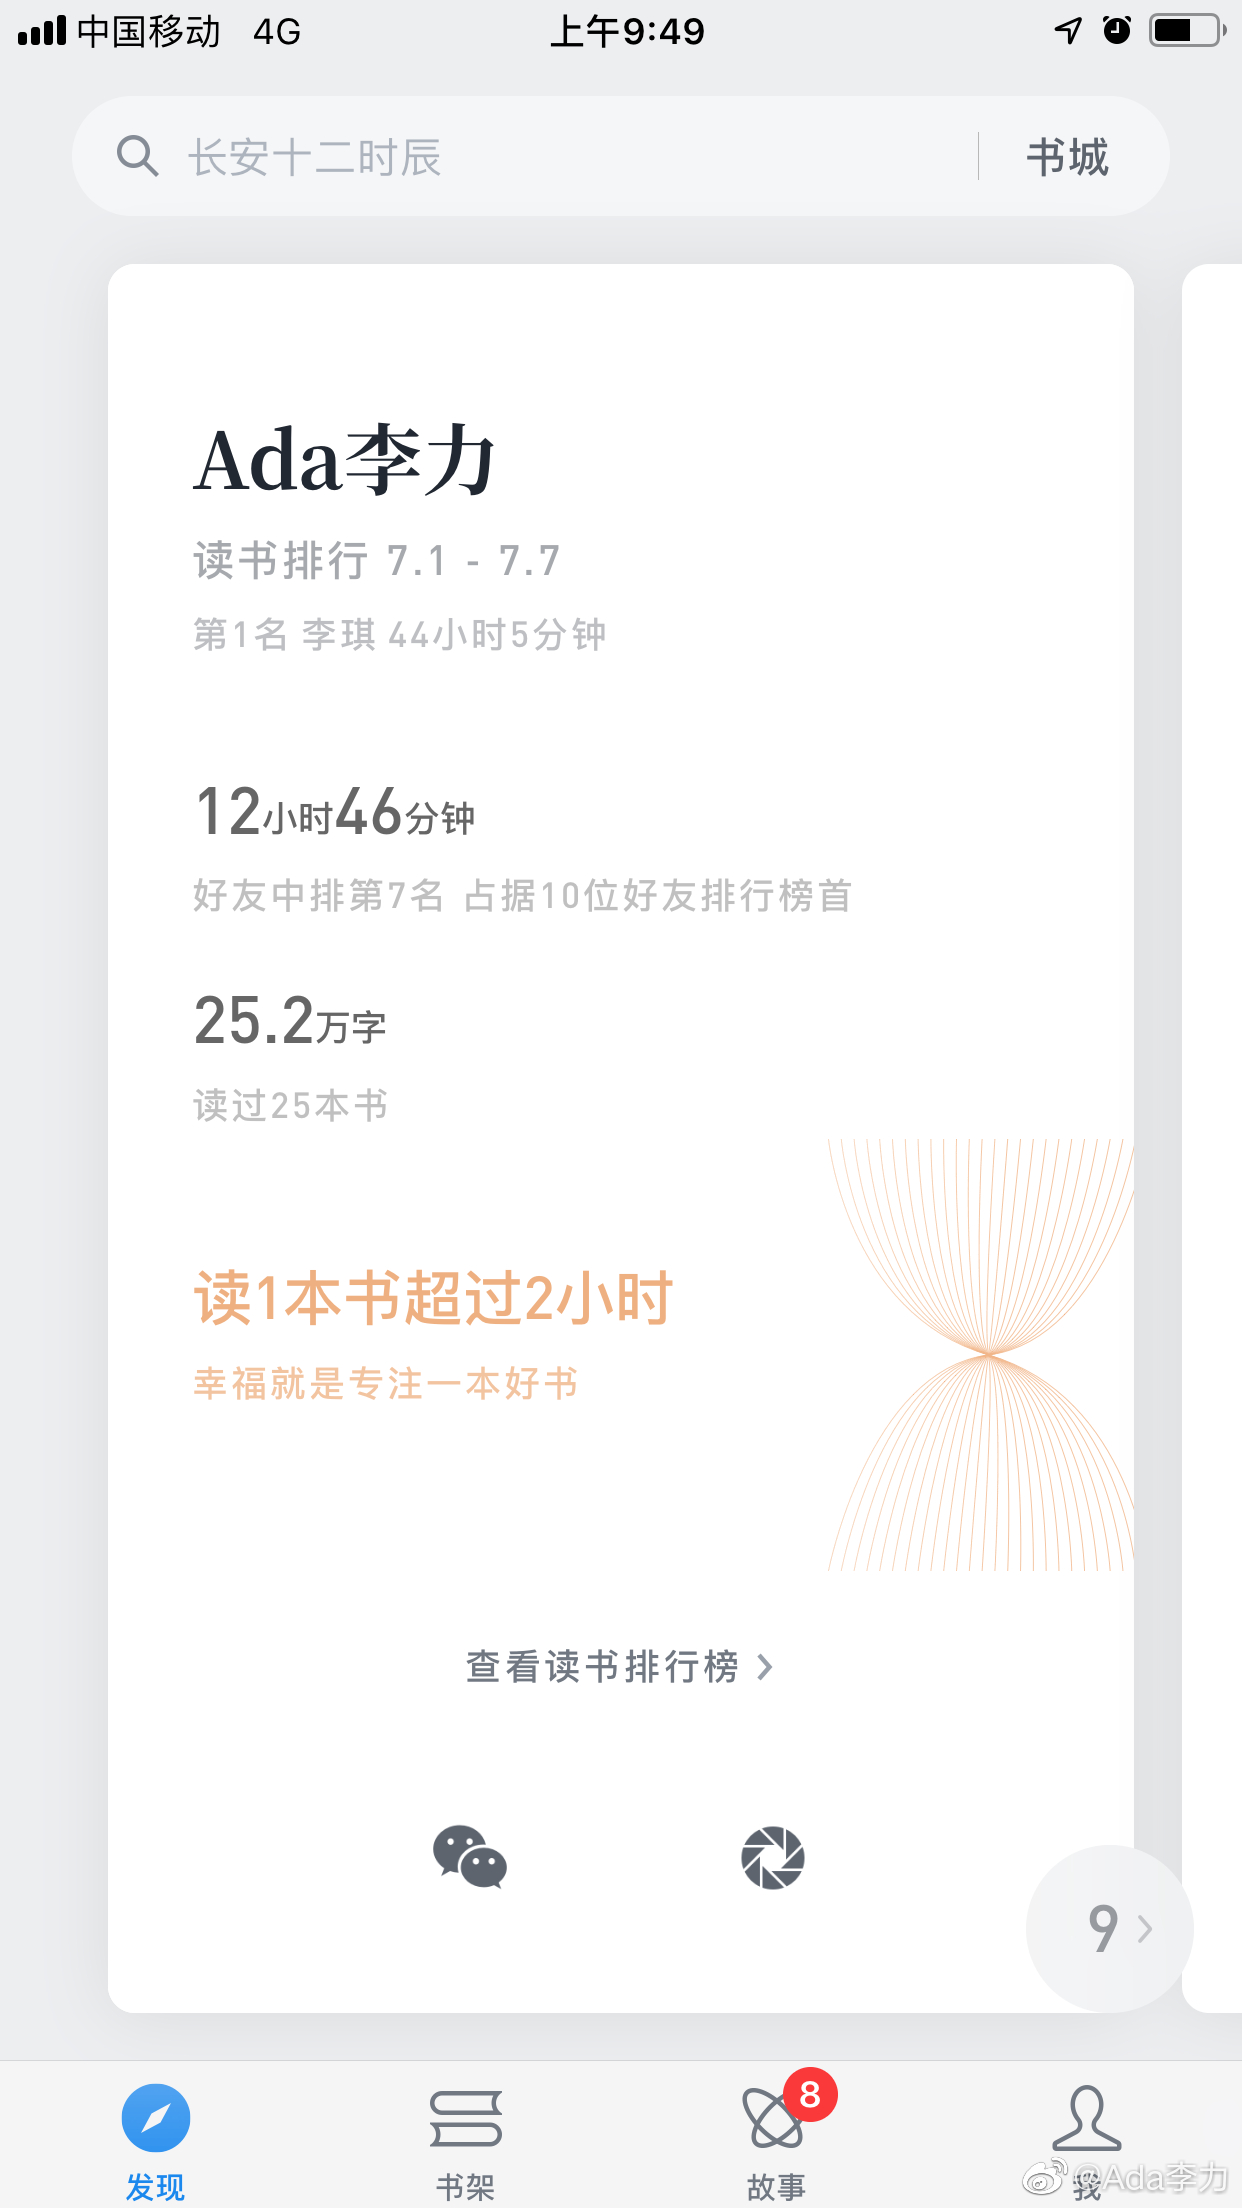 中国移动 4G 上午9:49
长安十二时辰 书城
Ada李力
读书排行 7.1 - 7.7
第1名 李琪 44小时5分钟
12小时46分钟
好友中排第7名 占据10位好友排行榜首
25.2万字
读过25本书
读1本书超过2小时
幸福就是专注一本好书
查看读书排行榜
9
8
发现 书架 故事 我
@Ada李力